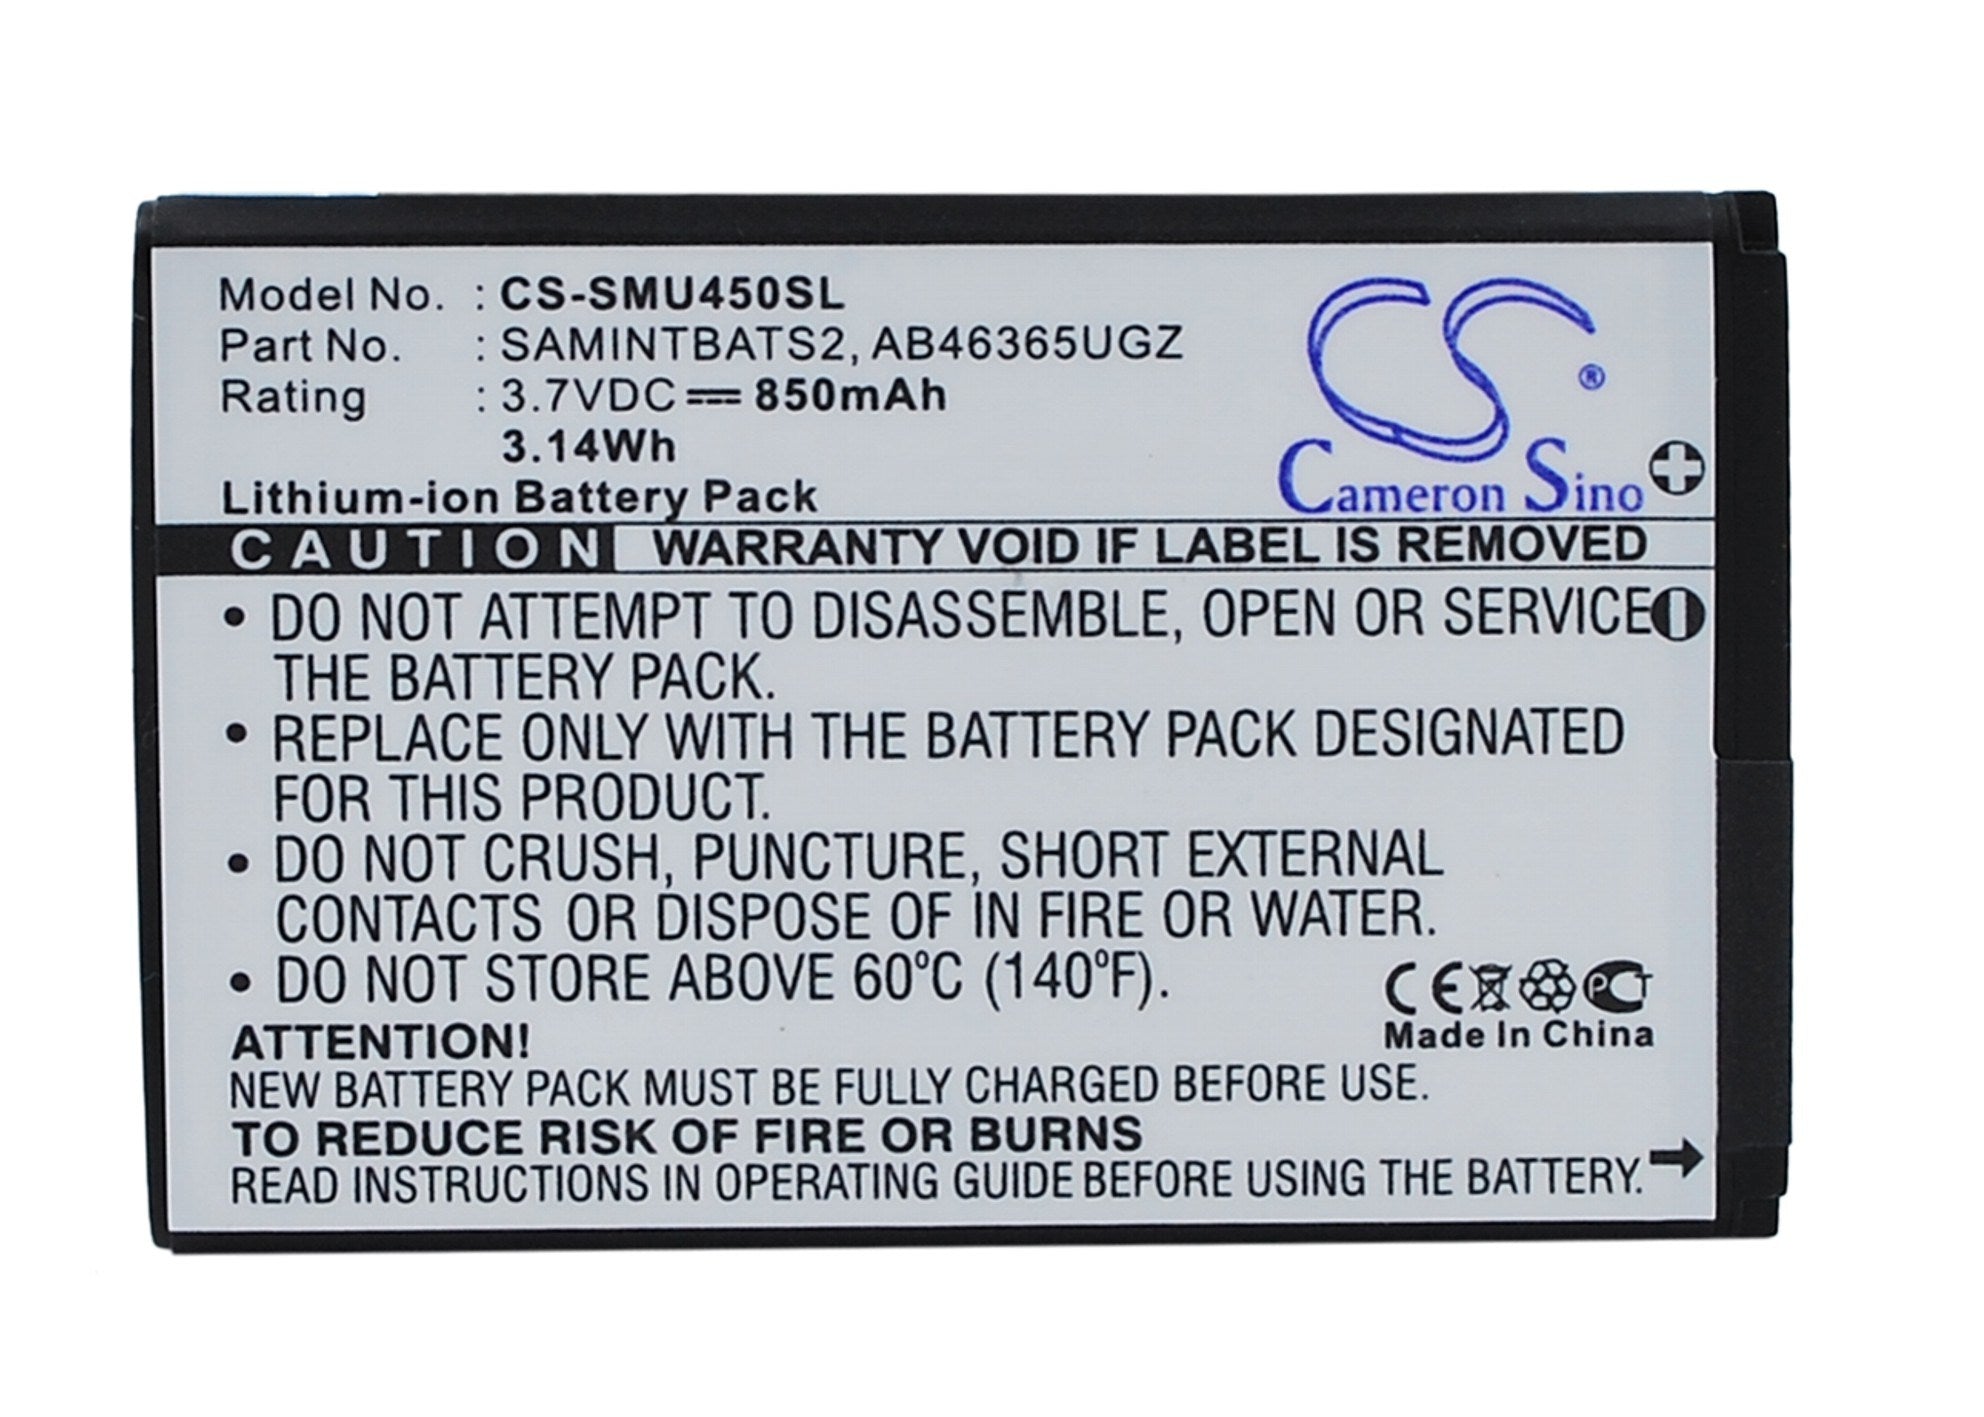 Model No. : CS-SMU450SL
Part No. : SAMINTBATS2, AB46365UGZ
Rating : 3.7VDC 850mAh
3.14Wh
Lithium-ion Battery Pack
CS ®
Cameron Sino
CAUTION WARRANTY VOID IF LABEL IS REMOVED
• DO NOT ATTEMPT TO DISASSEMBLE, OPEN OR SERVICE
THE BATTERY PACK.
• REPLACE ONLY WITH THE BATTERY PACK DESIGNATED
FOR THIS PRODUCT.
• DO NOT CRUSH, PUNCTURE, SHORT EXTERNAL
CONTACTS OR DISPOSE OF IN FIRE OR WATER.
• DO NOT STORE ABOVE 60°C (140°F).
CE PCT
Made In China
ATTENTION!
NEW BATTERY PACK MUST BE FULLY CHARGED BEFORE USE.
TO REDUCE RISK OF FIRE OR BURNS
READ INSTRUCTIONS IN OPERATING GUIDE BEFORE USING THE BATTERY.